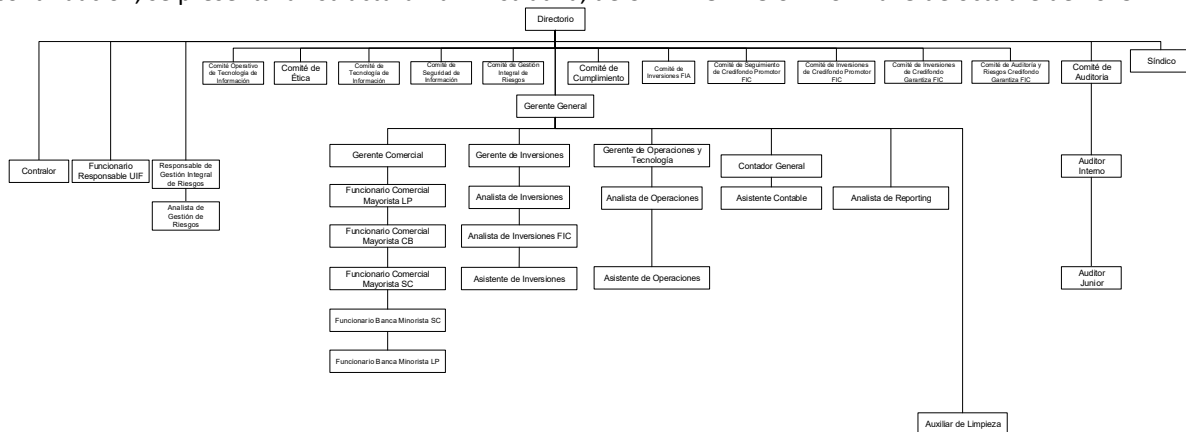 Directorio
Comité Operativo
de Tecnología de
Información
Comité de
Ética
Comité de
Tecnología de
Información
Comité de
Seguridad de
Información
Comité de Gestión
Integral de
Riesgos
Comité de
Cumplimiento
Comité de
Inversiones FIA
Comité de Seguimiento
de Credifondo Promotor
FIC
Comité de Inversiones
de Credifondo Promotor
FIC
Comité de Inversiones
de Credifondo
Garantiza FIC
Comité de Auditoría y
Riesgos Credifondo
Garantiza FIC
Comité de
Auditoria
Síndico
Gerente General
Contralor
Funcionario
Responsable UIF
Responsable de
Gestión Integral
de Riesgos
Analista de
Gestión de
Riesgos
Gerente Comercial
Gerente de Inversiones
Gerente de Operaciones y
Tecnología
Contador General
Auditor
Interno
Funcionario Comercial
Mayorista LP
Analista de Inversiones
Analista de Operaciones
Asistente Contable
Analista de Reporting
Funcionario Comercial
Mayorista CB
Analista de Inversiones FIC
Funcionario Comercial
Mayorista SC
Asistente de Inversiones
Asistente de Operaciones
Auditor
Junior
Funcionario Banca Minorista SC
Funcionario Banca Minorista LP
Auxiliar de Limpieza